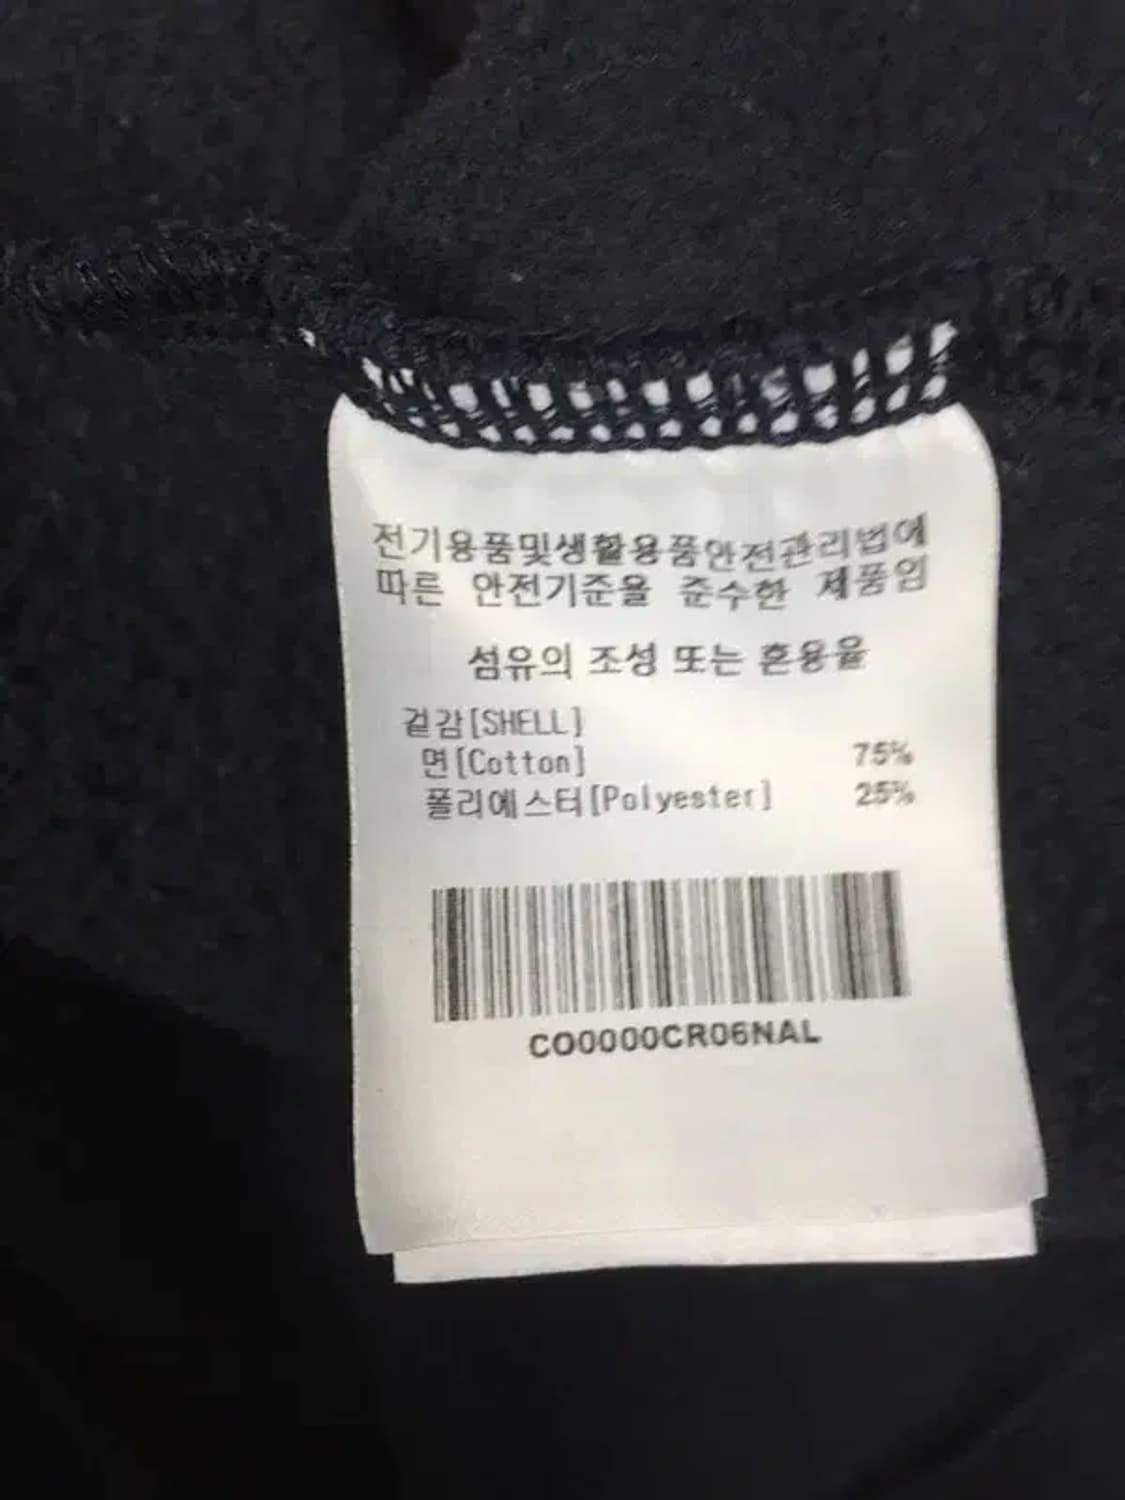 전기용품및생활용품안전관리법에
따른 안전기준을 준수한 제품임
섬유의 조성 또는 혼용율
겉감[SHELL]
면[Cotton] 75%
폴리에스터[Polyester] 25%
CO0000CR06NAL